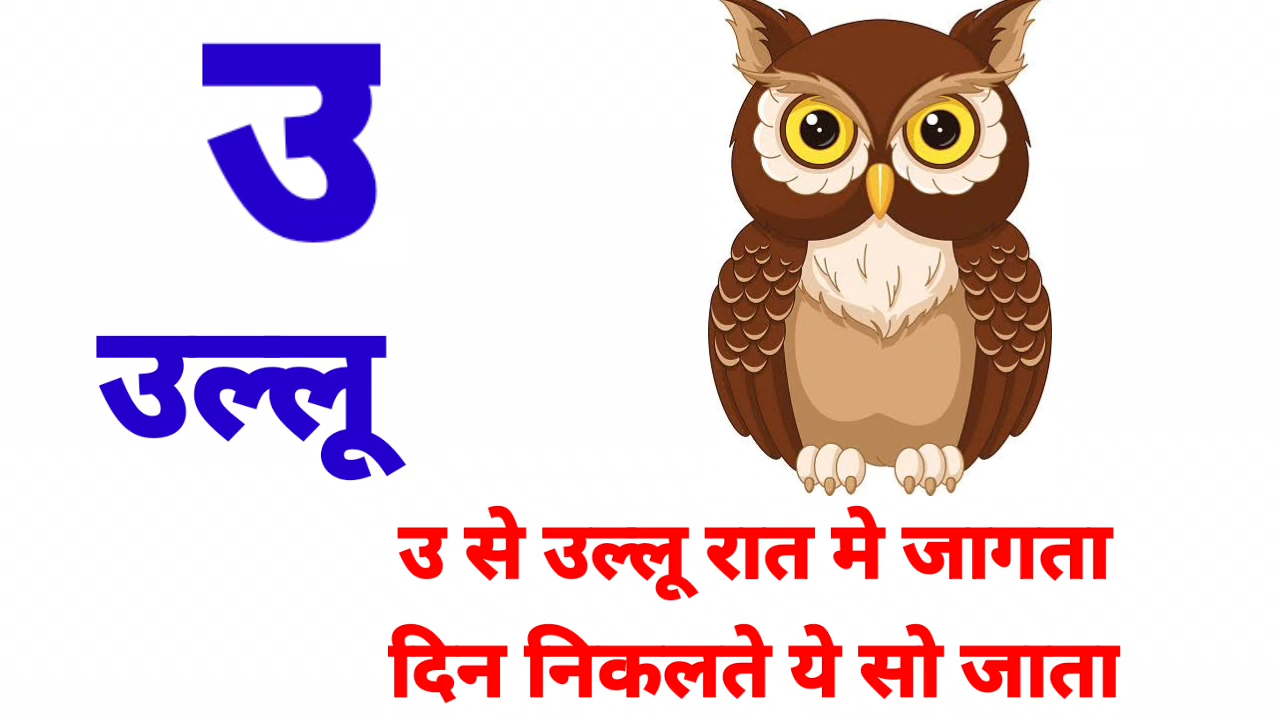 उ
उल्लू
उ से उल्लू रात मे जागता
दिन निकलते ये सो जाता